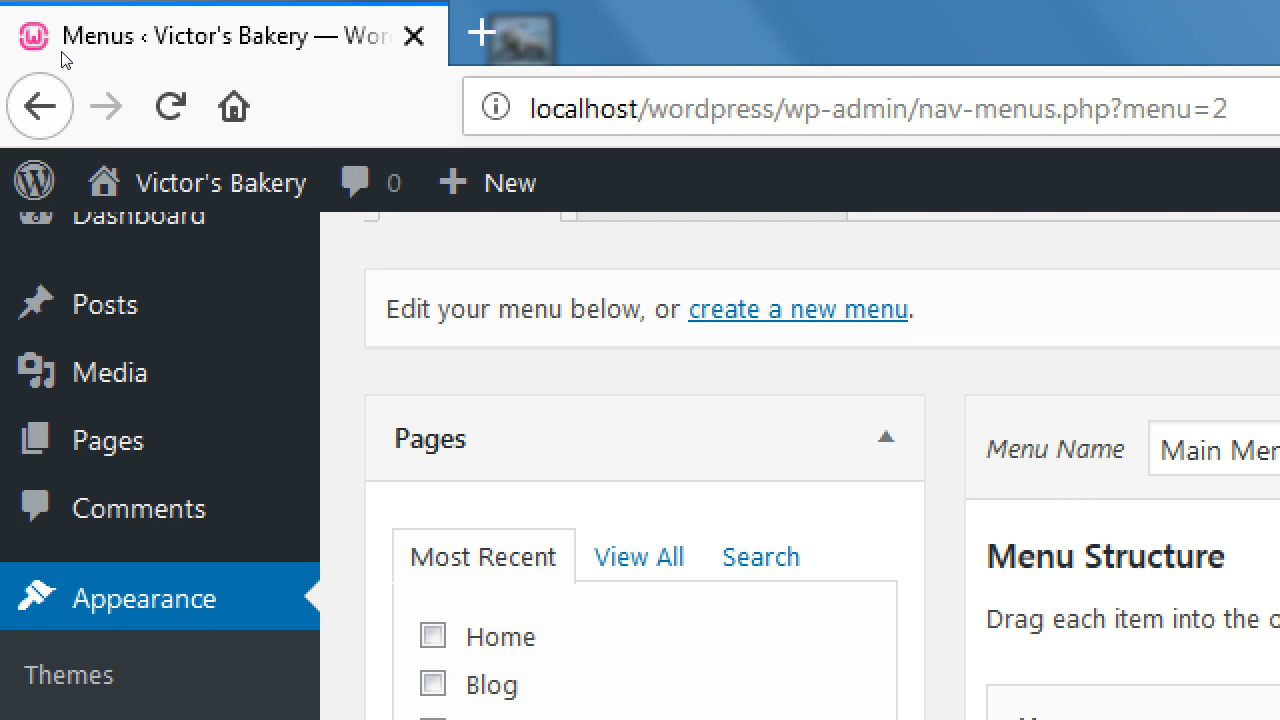 Menus ‹ Victor's Bakery — Wor
localhost/wordpress/wp-admin/nav-menus.php?menu=2
Victor's Bakery 0 New
Dashboard
Posts
Media
Pages
Comments
Appearance
Themes
Edit your menu below, or create a new menu.
Pages
Most Recent View All Search
Home
Blog
Menu Name Main Men
Menu Structure
Drag each item into the o